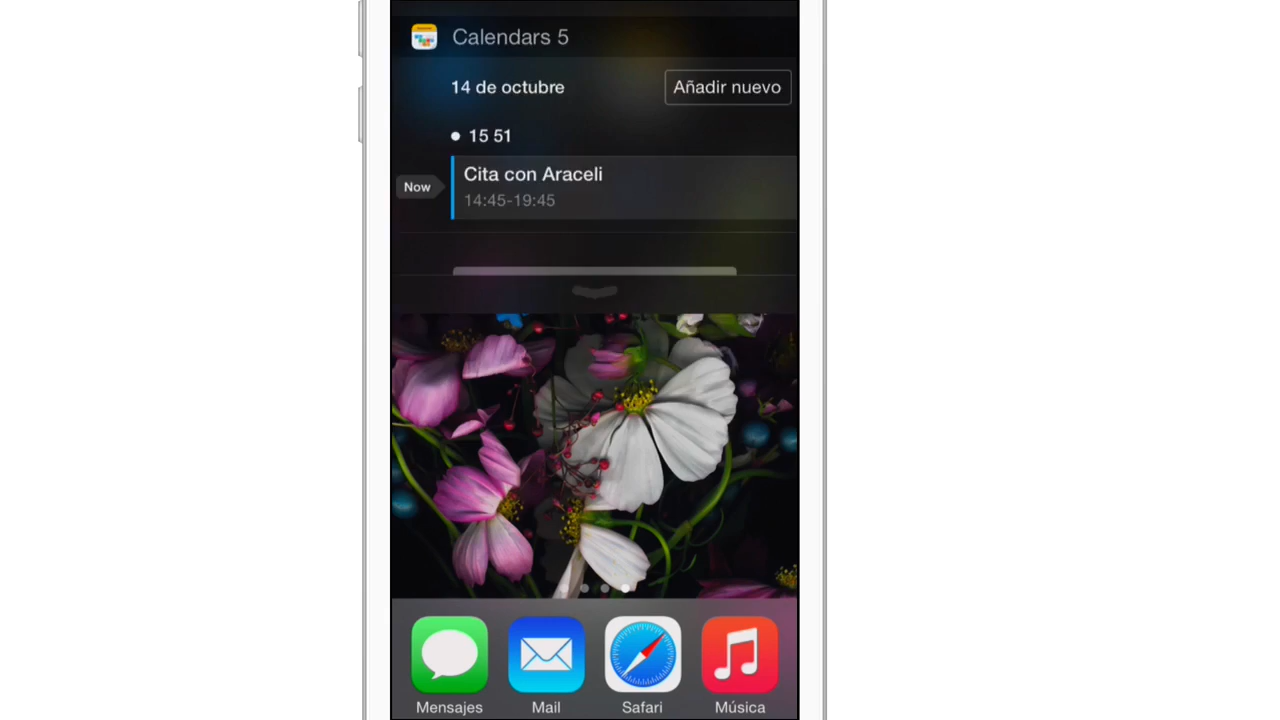 Calendars 5
14 de octubre
Añadir nuevo
15 51
Now
Cita con Araceli
14:45-19:45
Mensajes
Mail
Safari
Música